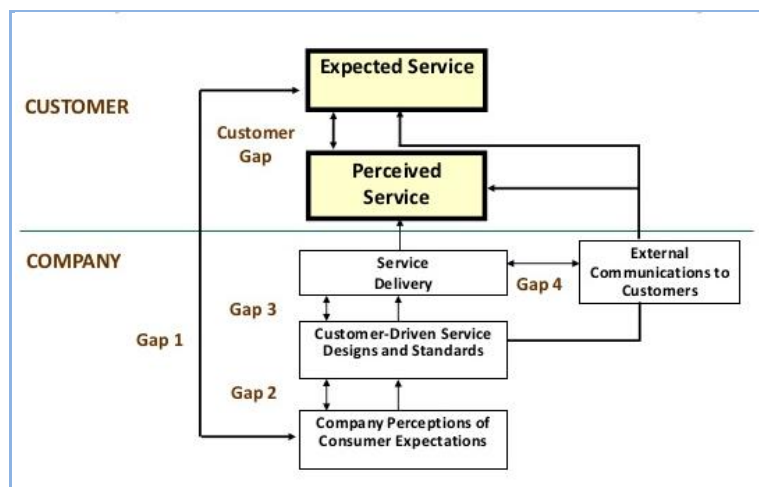 Expected Service
CUSTOMER
Customer
Gap
Perceived
Service
COMPANY
Service
Delivery
External
Communications to
Customers
Gap 4
Gap 3
Gap 1
Customer-Driven Service
Designs and Standards
Gap 2
Company Perceptions of
Consumer Expectations